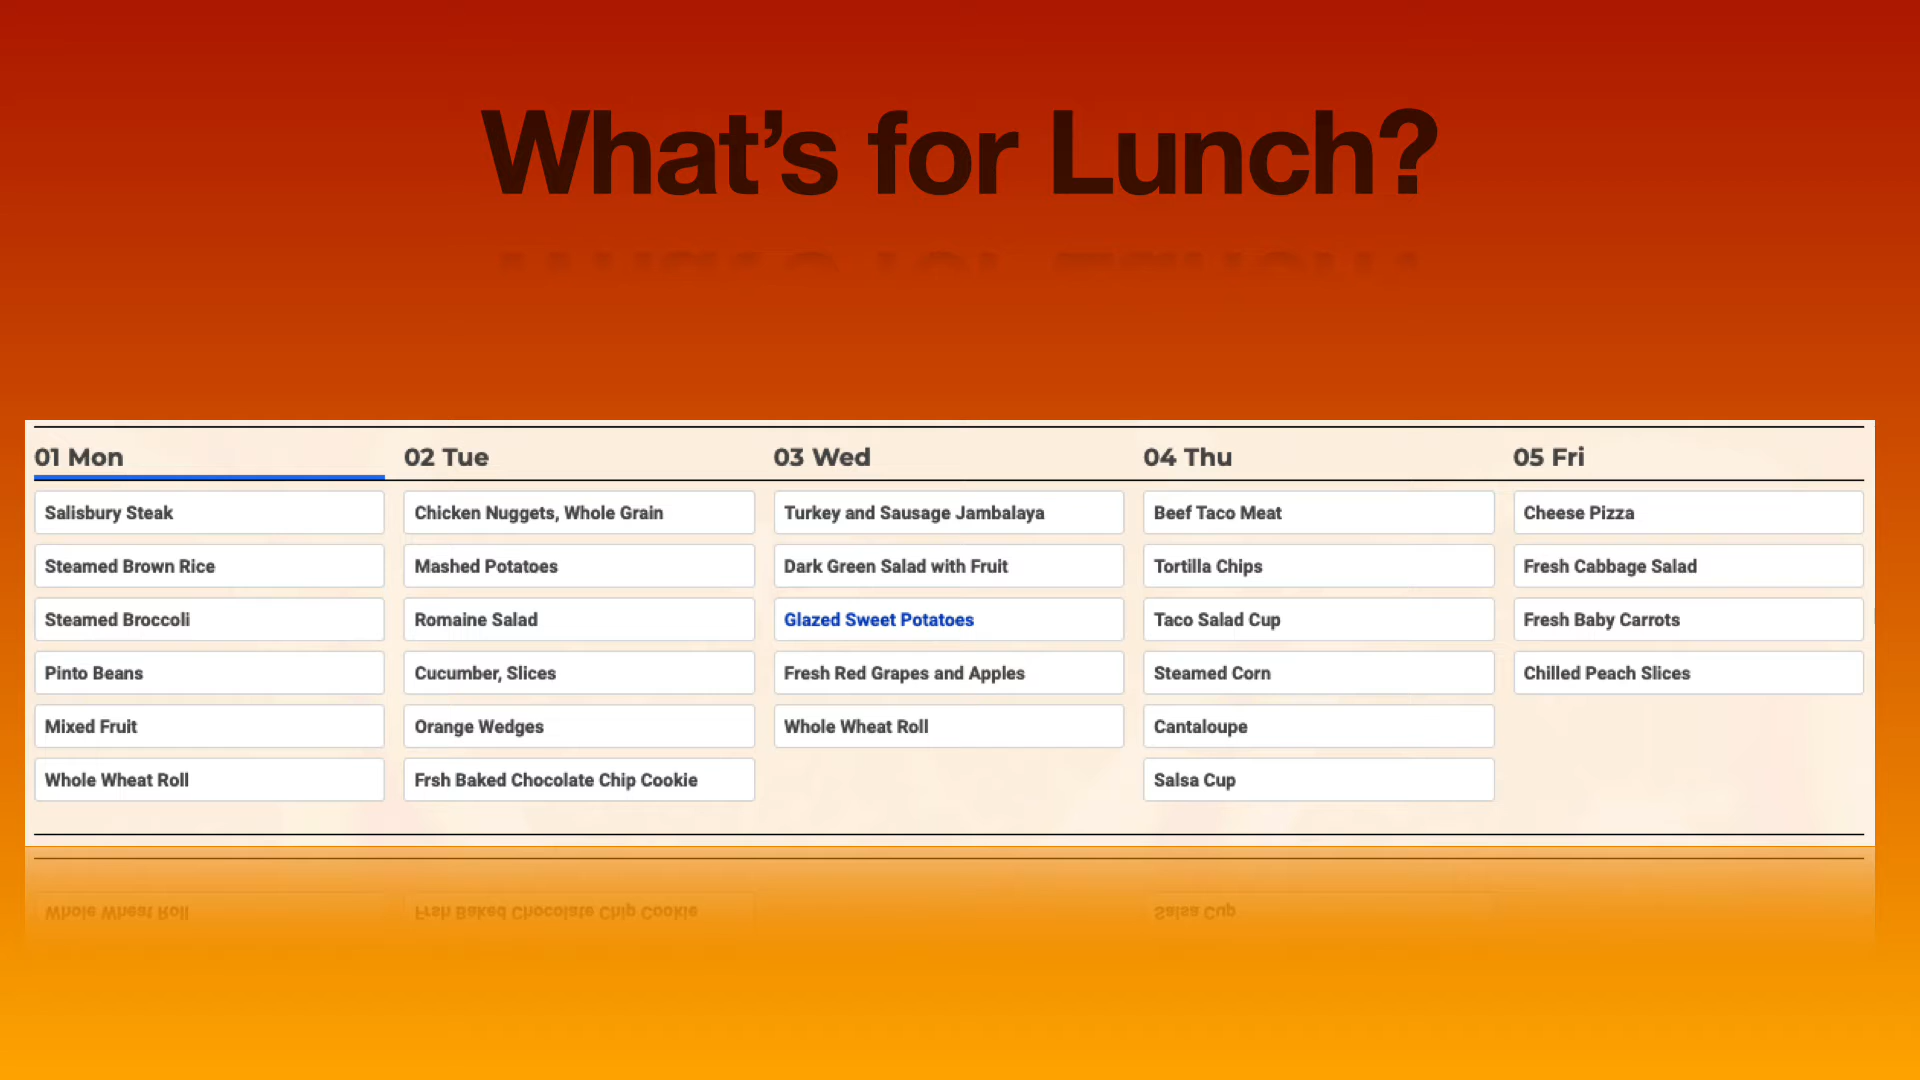 What's for Lunch?
01 Mon
Salisbury Steak
Steamed Brown Rice
Steamed Broccoli
Pinto Beans
Mixed Fruit
Whole Wheat Roll
02 Tue
Chicken Nuggets, Whole Grain
Mashed Potatoes
Romaine Salad
Cucumber, Slices
Orange Wedges
Frsh Baked Chocolate Chip Cookie
03 Wed
Turkey and Sausage Jambalaya
Dark Green Salad with Fruit
Glazed Sweet Potatoes
Fresh Red Grapes and Apples
Whole Wheat Roll
04 Thu
Beef Taco Meat
Tortilla Chips
Taco Salad Cup
Steamed Corn
Cantaloupe
Salsa Cup
05 Fri
Cheese Pizza
Fresh Cabbage Salad
Fresh Baby Carrots
Chilled Peach Slices